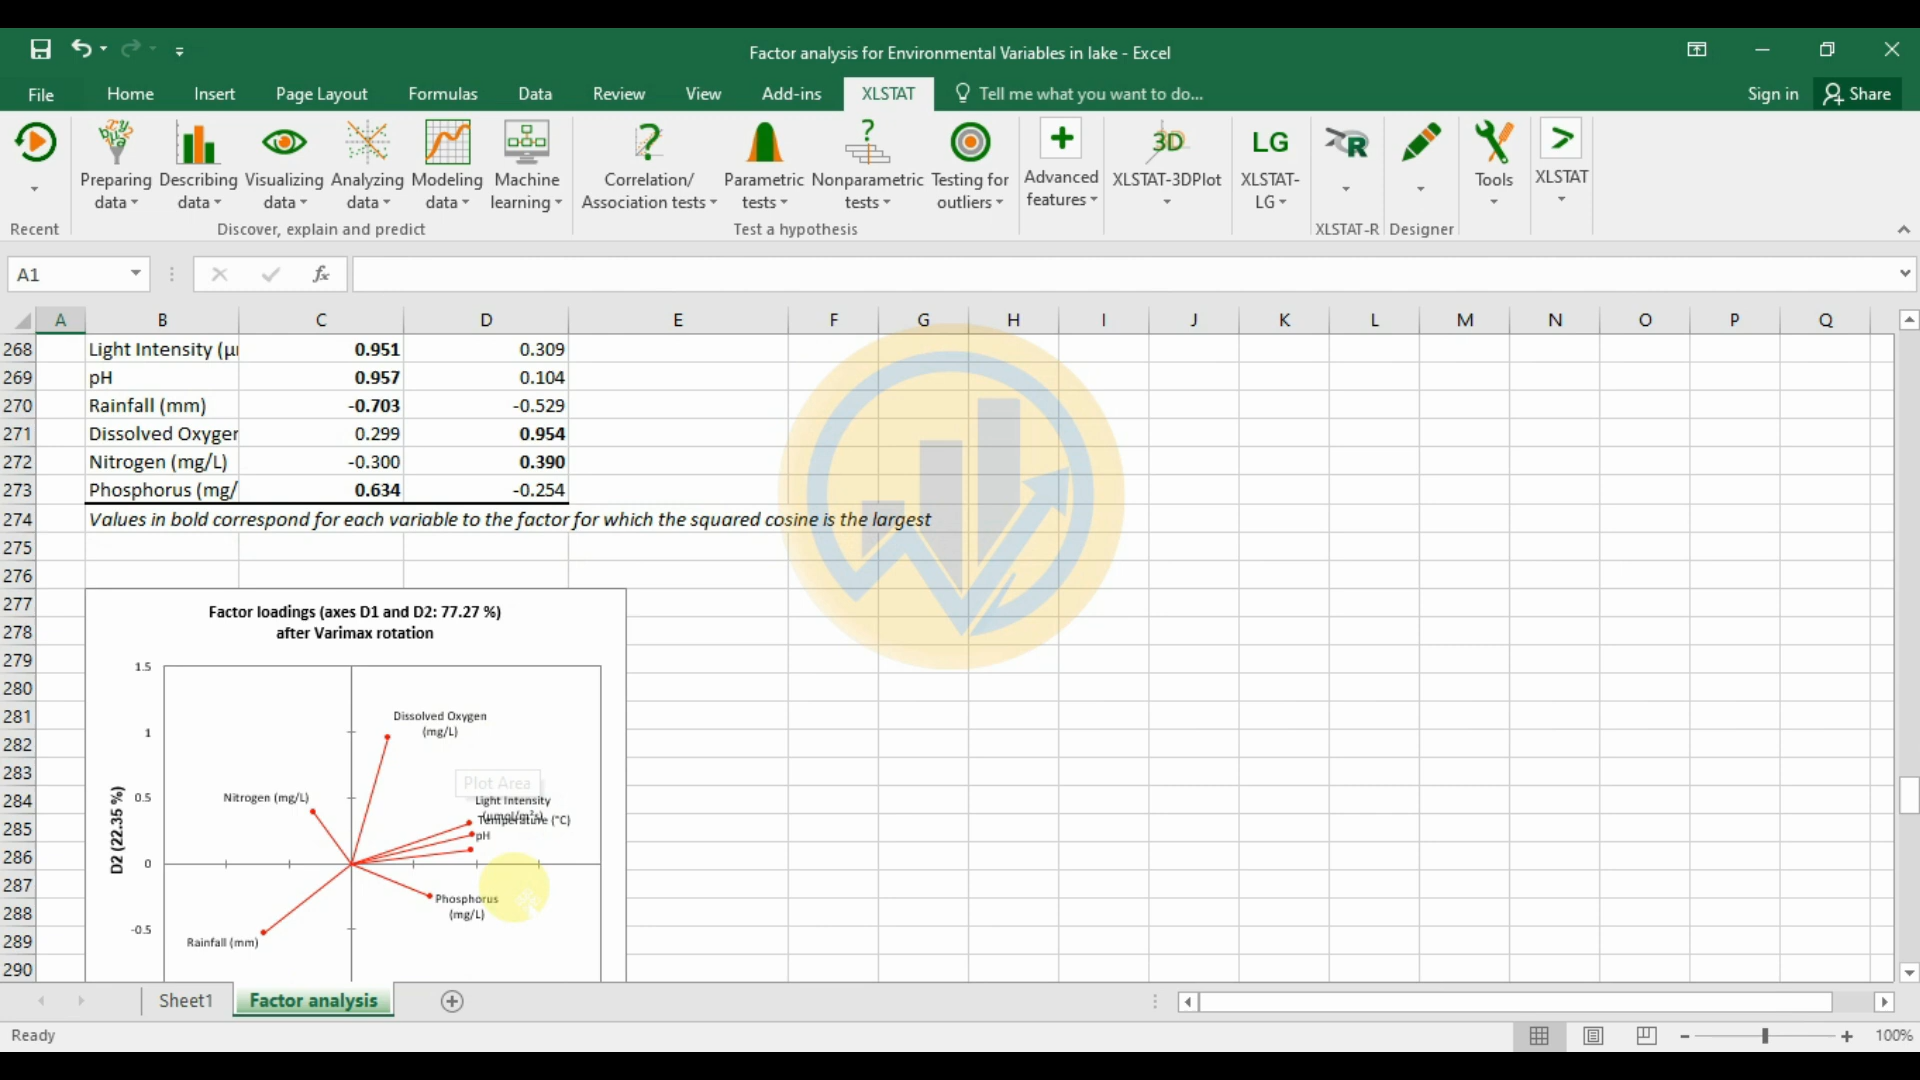 Factor analysis for Environmental Variables in lake - Excel
File Home Insert Page Layout Formulas Data Review View Add-ins XLSTAT Tell me what you want to do... Sign in Share
Preparing data Describing data Visualizing data Analyzing data Modeling data Machine learning Correlation/ Association tests Parametric tests Nonparametric tests Testing for outliers Advanced features XLSTAT-3DPlot XLSTAT-LG Tools XLSTAT
Recent Discover, explain and predict Test a hypothesis XLSTAT-R Designer
A1 fx
A B C D E F G H I J K L M N O P Q
268 Light Intensity (µ 0.951 0.309
269 pH 0.957 0.104
270 Rainfall (mm) -0.703 -0.529
271 Dissolved Oxyger 0.299 0.954
272 Nitrogen (mg/L) -0.300 0.390
273 Phosphorus (mg/ 0.634 -0.254
274 Values in bold correspond for each variable to the factor for which the squared cosine is the largest
275
276
277
278
279
280
281
282
283
284
285
286
287
288
289
290
Factor loadings (axes D1 and D2: 77.27 %)
after Varimax rotation
1.5
1
0.5
0
-0.5
D2 (22.35 %)
Dissolved Oxygen
(mg/L)
Plot Area
Nitrogen (mg/L)
Light Intensity
(µmol/m²s)
Temperature (°C)
pH
Phosphorus
(mg/L)
Rainfall (mm)
Sheet1 Factor analysis
Ready 100%